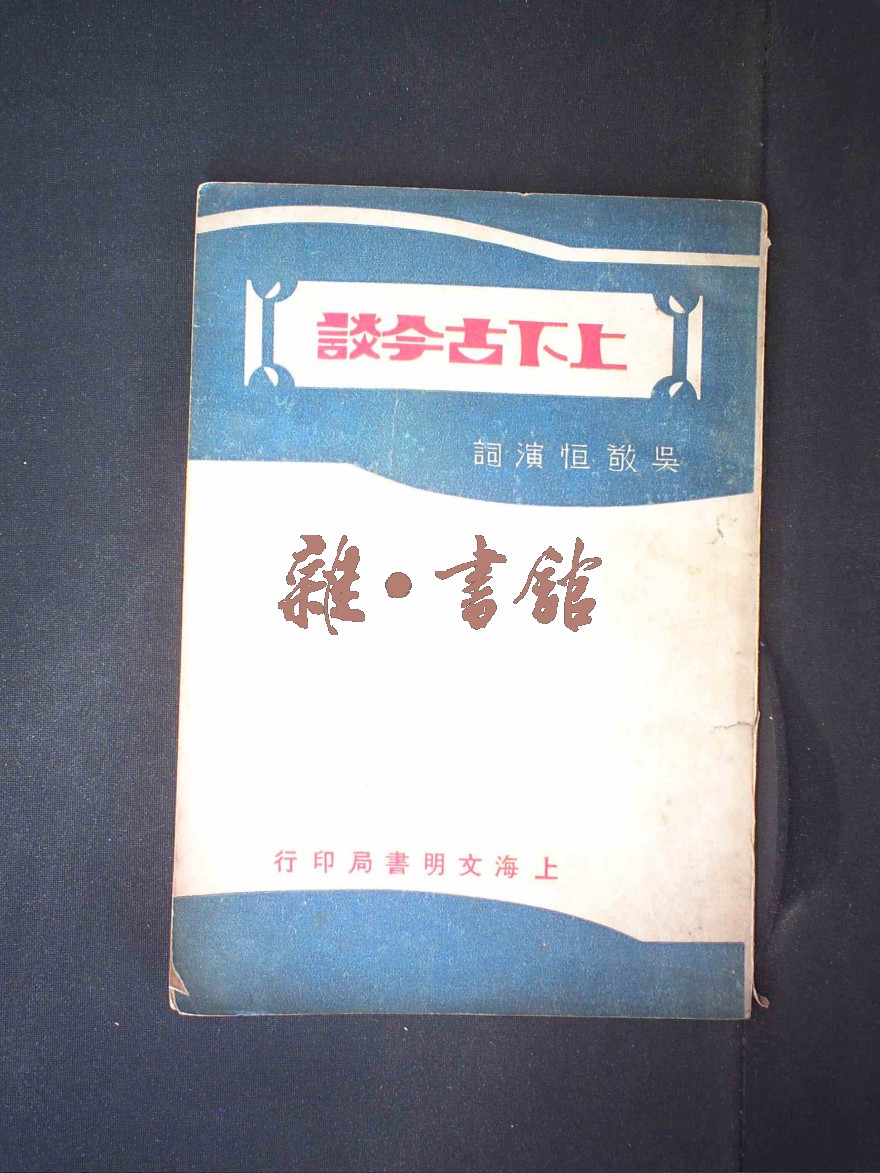 上下古今談
吳敬恒演詞
雜•書館
上海文明書局印行